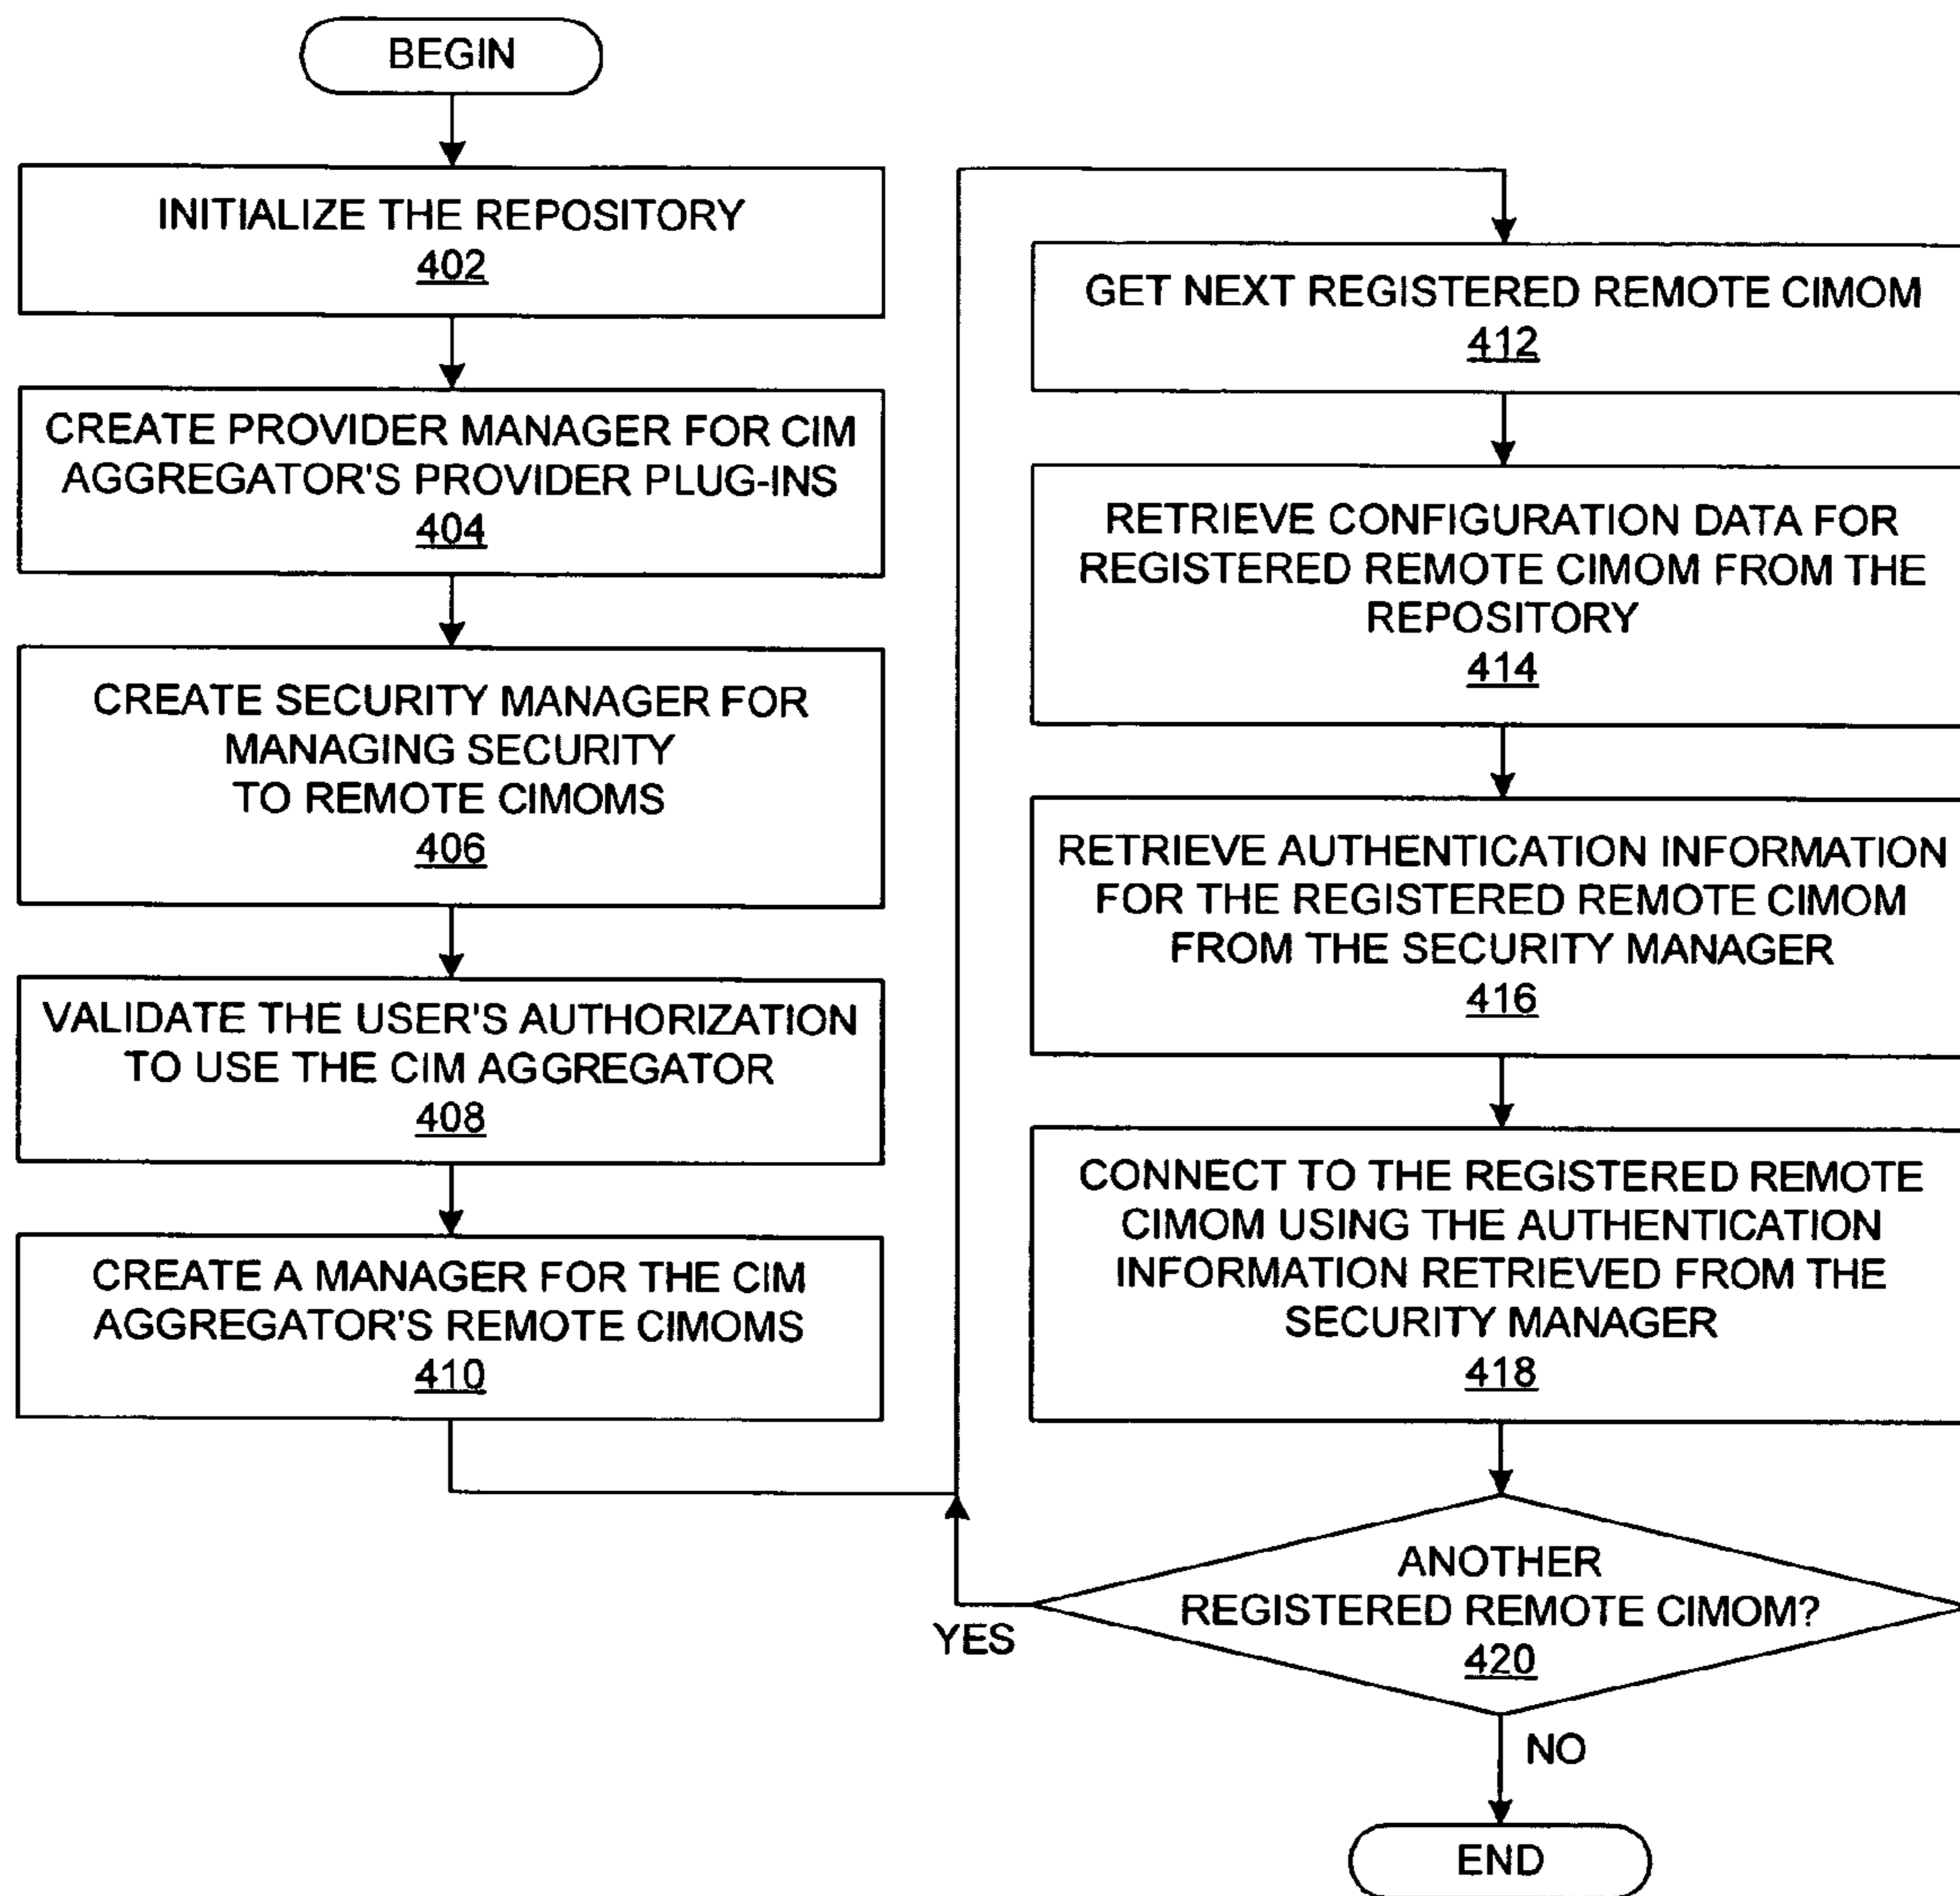 BEGIN
INITIALIZE THE REPOSITORY
402
CREATE PROVIDER MANAGER FOR CIM
AGGREGATOR'S PROVIDER PLUG-INS
404
CREATE SECURITY MANAGER FOR
MANAGING SECURITY
TO REMOTE CIMOMS
406
VALIDATE THE USER'S AUTHORIZATION
TO USE THE CIM AGGREGATOR
408
CREATE A MANAGER FOR THE CIM
AGGREGATOR'S REMOTE CIMOMS
410
GET NEXT REGISTERED REMOTE CIMOM
412
RETRIEVE CONFIGURATION DATA FOR
REGISTERED REMOTE CIMOM FROM THE
REPOSITORY
414
RETRIEVE AUTHENTICATION INFORMATION
FOR THE REGISTERED REMOTE CIMOM
FROM THE SECURITY MANAGER
416
CONNECT TO THE REGISTERED REMOTE
CIMOM USING THE AUTHENTICATION
INFORMATION RETRIEVED FROM THE
SECURITY MANAGER
418
ANOTHER
REGISTERED REMOTE CIMOM?
420
YES
NO
END